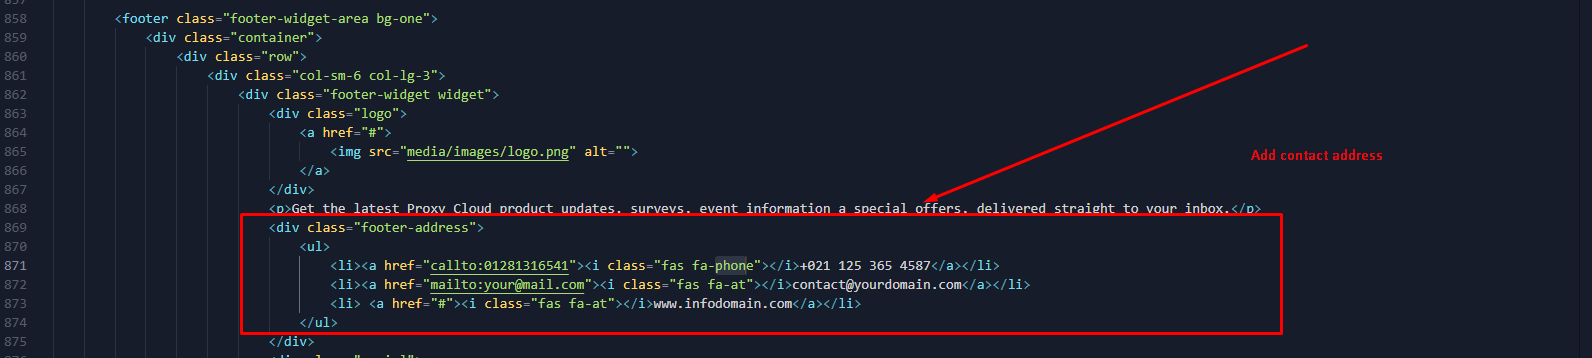 857
858 <footer class="footer-widget-area bg-one">
859 <div class="container">
860 <div class="row">
861 <div class="col-sm-6 col-lg-3">
862 <div class="footer-widget widget">
863 <div class="logo">
864 <a href="#">
865 <img src="media/images/logo.png" alt="">
866 </a>
867 </div>
868 <p>Get the latest Proxy Cloud product updates, surveys, event information a special offers, delivered straight to your inbox.</p>
869 <div class="footer-address">
870 <ul>
871 <li><a href="callto:01281316541"><i class="fas fa-phone"></i>+021 125 365 4587</a></li>
872 <li><a href="mailto:your@mail.com"><i class="fas fa-at"></i>contact@yourdomain.com</a></li>
873 <li> <a href="#"><i class="fas fa-at"></i>www.infodomain.com</a></li>
874 </ul>
875 </div>
Add contact address